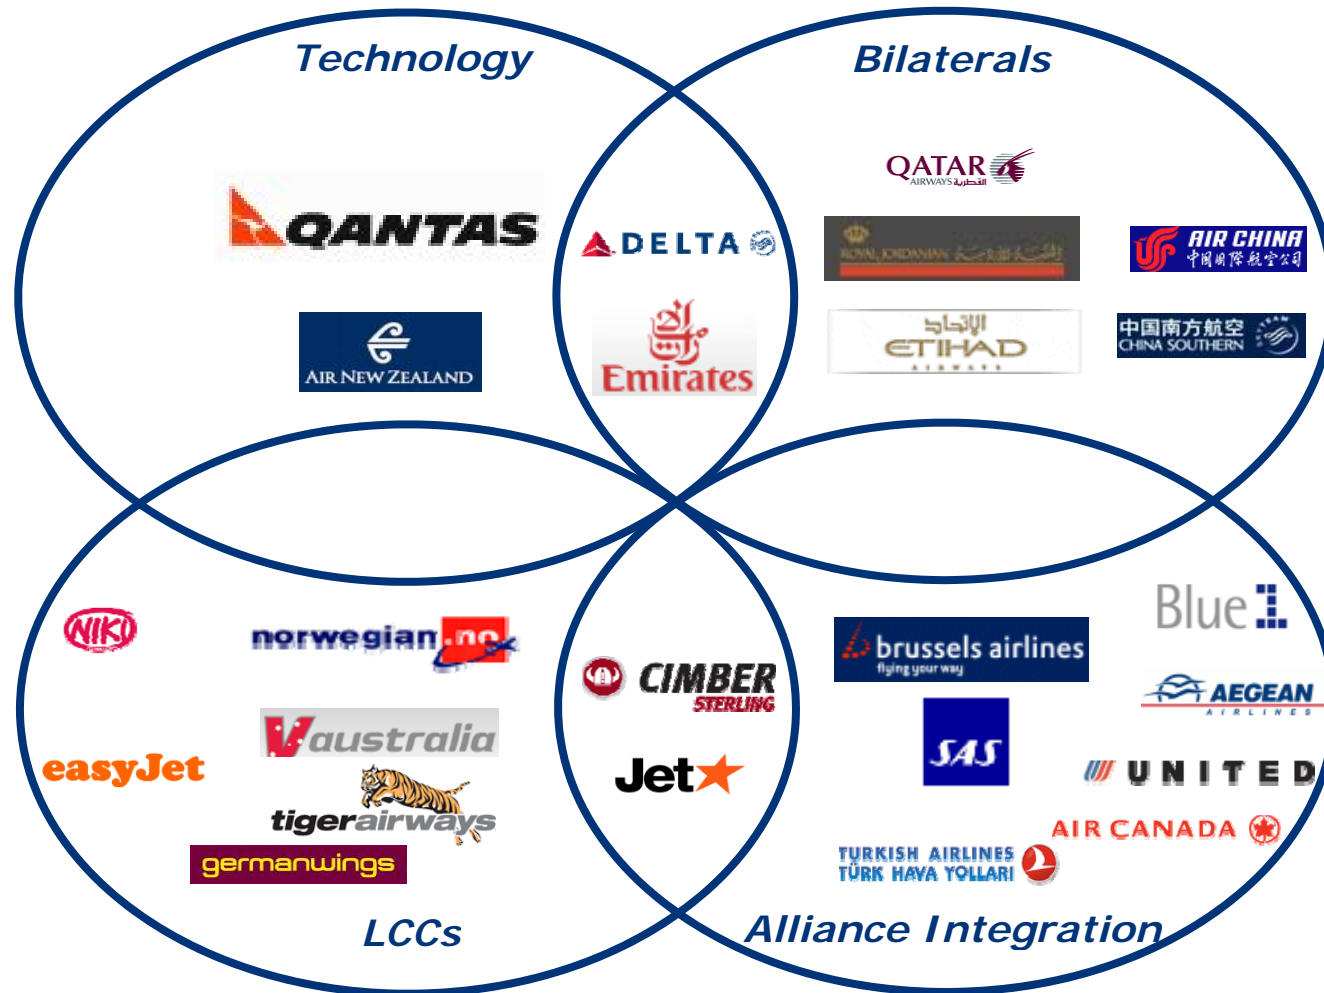 Technology
Bilaterals
QATAR
AIRWAYS القطرية
QANTAS
DELTA
ROYAL JORDANIAN
AIR CHINA
中国国际航空公司
AIR NEW ZEALAND
Emirates
الإتحاد
ETIHAD
AIRWAYS
中国南方航空
CHINA SOUTHERN
NIKI
norwegian.no
CIMBER
STERLING
brussels airlines
flying your way
Blue1
AEGEAN
AIRLINES
V australia
SAS
easyJet
Jet
UNITED
tigerairways
AIR CANADA
germanwings
TURKISH AIRLINES
TÜRK HAVA YOLLARI
LCCs
Alliance Integration